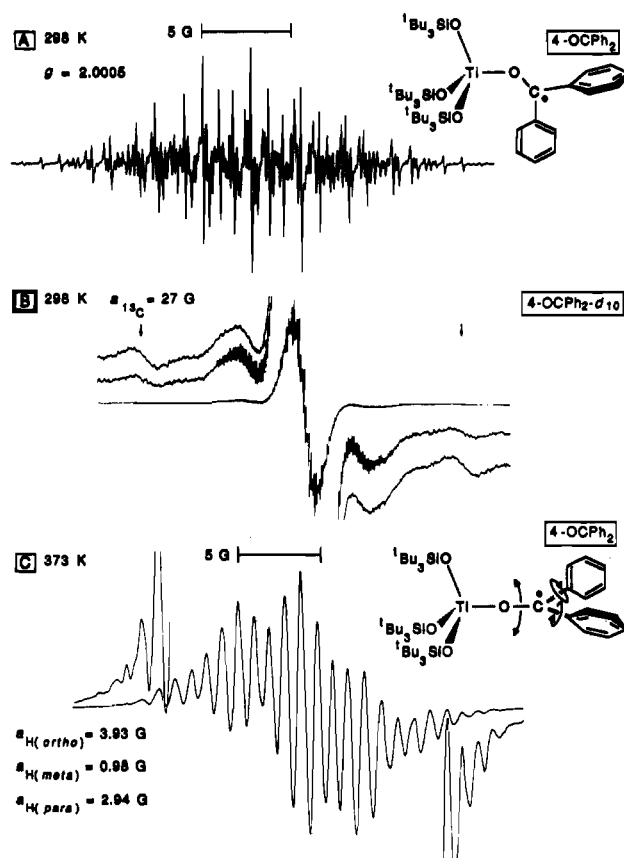 A 298 K
5 G
g = 2.0005
4-OCPh2
tBu3SiO
Ti O C•
tBu3SiO
tBu3SiO
B 298 K a13C = 27 G
4-OCPh2-d10
C 373 K
5 G
4-OCPh2
tBu3SiO
Ti O C•
tBu3SiO
tBu3SiO
aH(ortho) = 3.93 G
aH(meta) = 0.98 G
aH(para) = 2.94 G